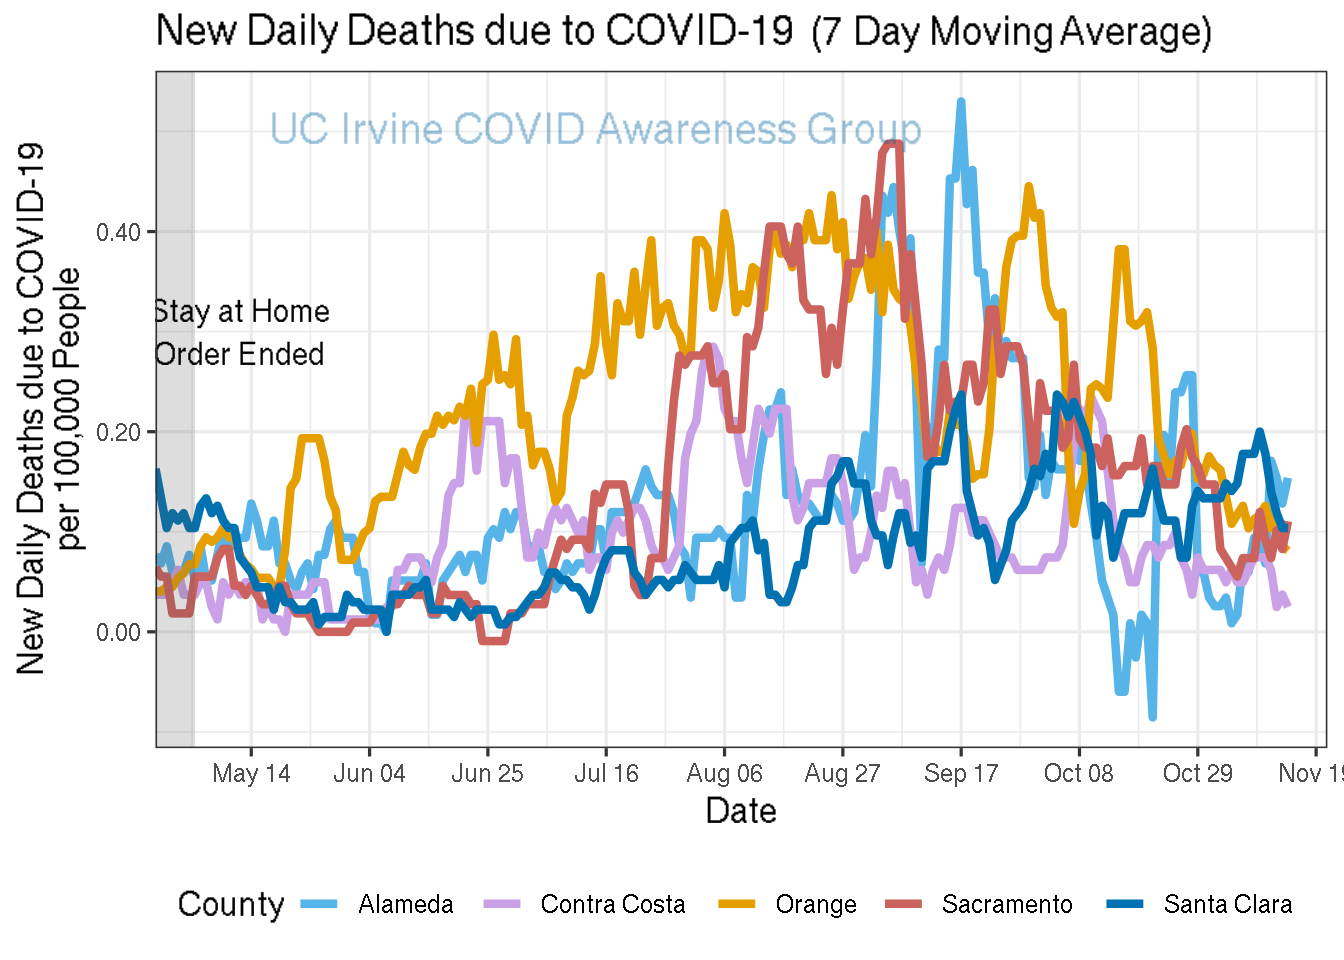 New Daily Deaths due to COVID-19 (7 Day Moving Average)
UC Irvine COVID Awareness Group
New Daily Deaths due to COVID-19
per 100,000 People
0.40
0.20
0.00
Stay at Home
Order Ended
May 14 Jun 04 Jun 25 Jul 16 Aug 06 Aug 27 Sep 17 Oct 08 Oct 29 Nov 19
Date
County Alameda Contra Costa Orange Sacramento Santa Clara